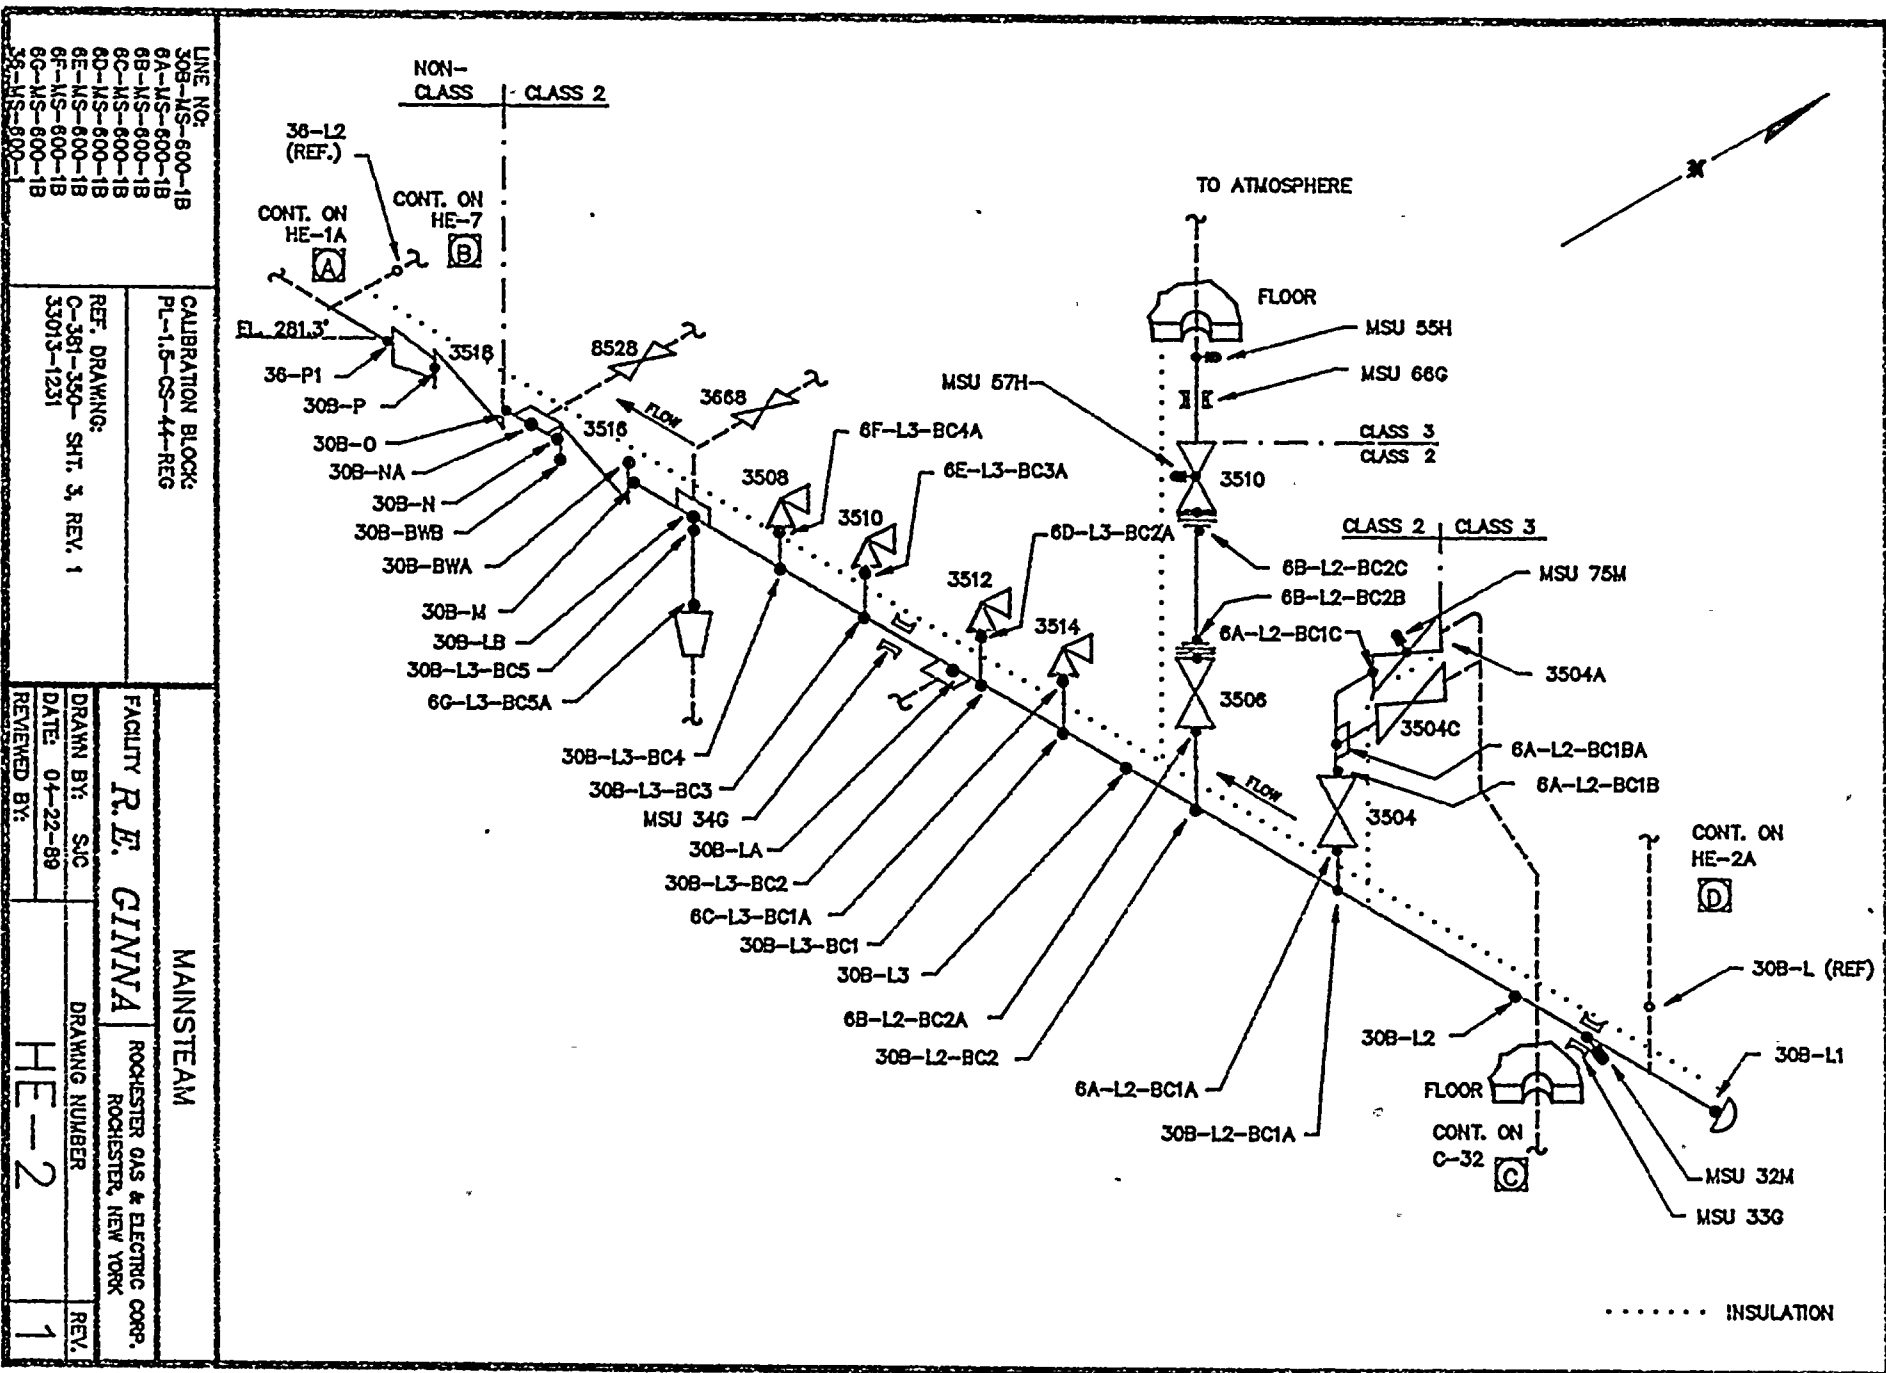 LINE NO:
30B-MS-600-1B
6A-MS-600-1B
6B-MS-600-1B
6C-MS-600-1B
6D-MS-600-1B
6E-MS-600-1B
6F-MS-600-1B
6G-MS-600-1B
36-MS-600-1
CALIBRATION BLOCK:
PL-1.5-CS-.44-REG
REF. DRAWING:
C-381-350- SHT. 3, REV. 1
33013-1231
MAINSTEAM
FACILITY R.E. GINNA
ROCHESTER GAS & ELECTRIC CORP.
ROCHESTER, NEW YORK
DRAWN BY: SJC
DATE: 04-22-89
REVIEWED BY:
DRAWING NUMBER
HE-2
REV.
1
NON-
CLASS
CLASS 2
36-L2
(REF.)
CONT. ON
HE-1A
A
CONT. ON
HE-7
B
EL. 281.3'
36-P1
30B-P
3518
30B-O
30B-NA
30B-N
30B-BWB
30B-BWA
30B-M
30B-LB
30B-L3-BC5
6G-L3-BC5A
3516
8528
3668
FLOW
3508
6F-L3-BC4A
3510
6E-L3-BC3A
3512
6D-L3-BC2A
3514
30B-L3-BC4
30B-L3-BC3
MSU 34G
30B-LA
30B-L3-BC2
6C-L3-BC1A
30B-L3-BC1
30B-L3
6B-L2-BC2A
30B-L2-BC2
6A-L2-BC1A
30B-L2-BC1A
TO ATMOSPHERE
FLOOR
MSU 55H
MSU 66G
MSU 57H
CLASS 3
CLASS 2
3510
6B-L2-BC2C
6B-L2-BC2B
3506
FLOW
CLASS 2
CLASS 3
MSU 75M
6A-L2-BC1C
3504A
3504C
6A-L2-BC1BA
6A-L2-BC1B
3504
CONT. ON
HE-2A
D
30B-L (REF)
30B-L2
30B-L1
FLOOR
CONT. ON
C-32
C
MSU 32M
MSU 33G
INSULATION